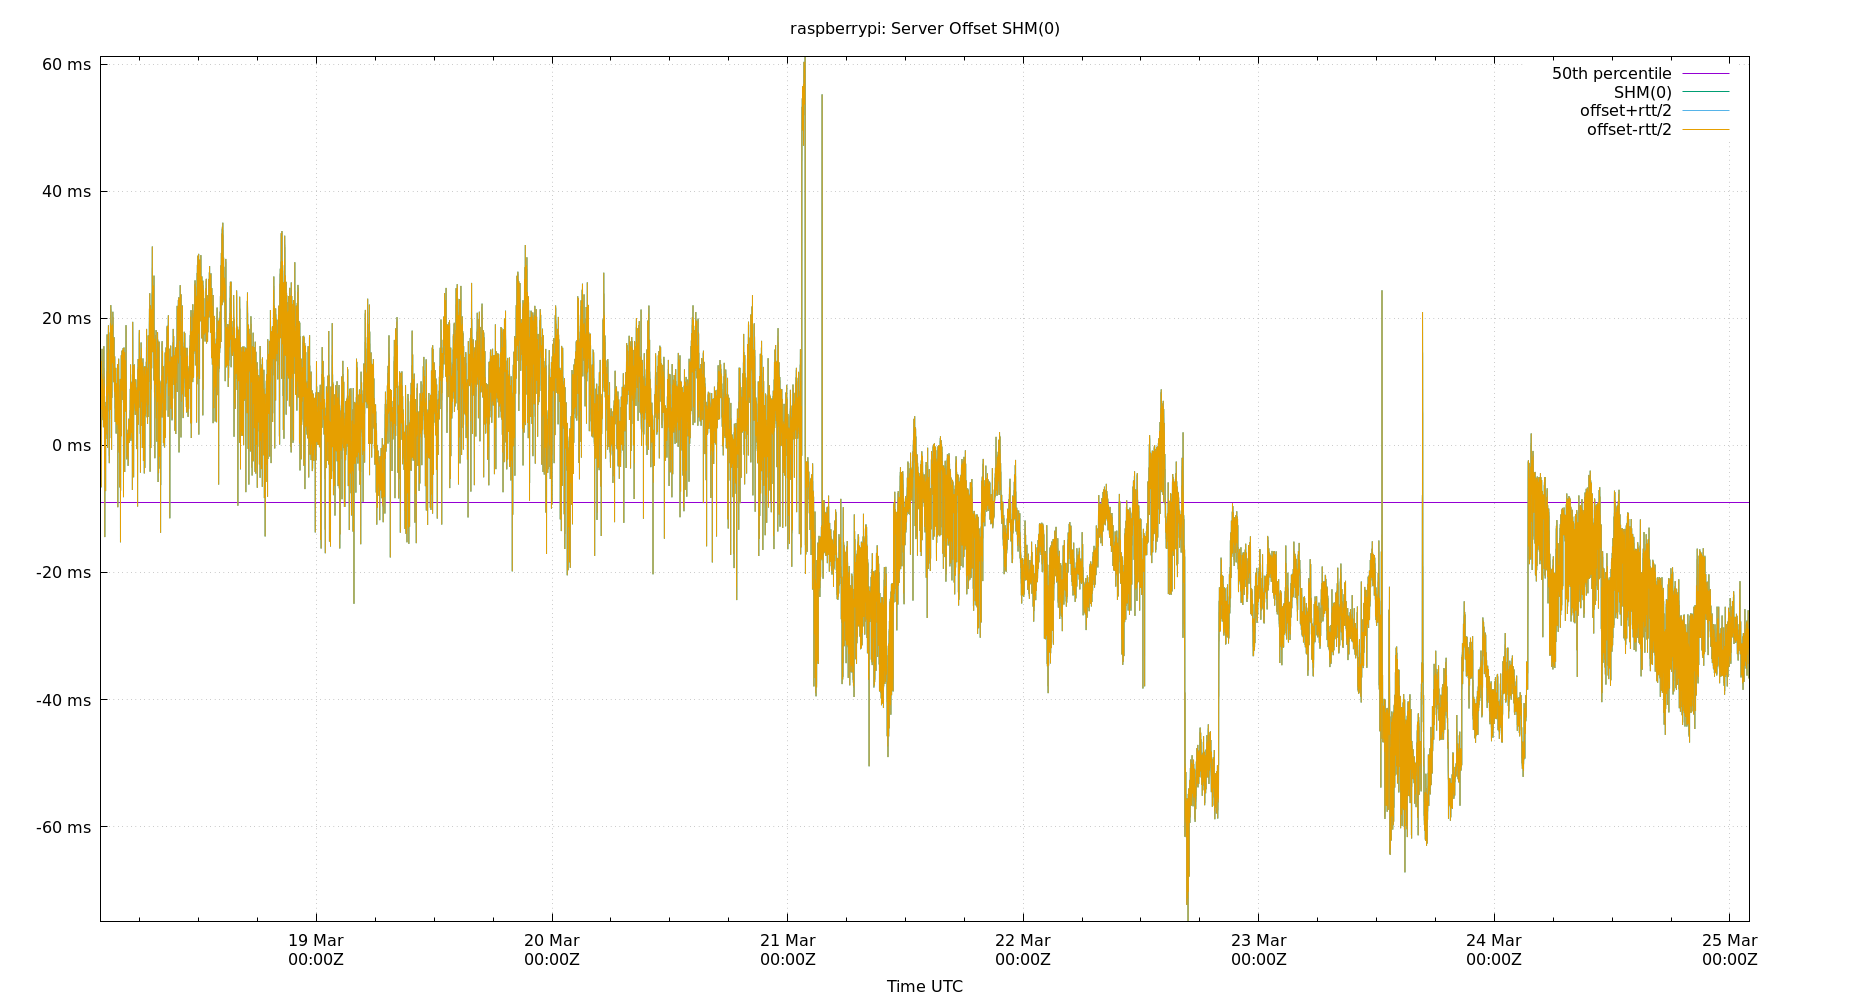 raspberrypi: Server Offset SHM(0)
60 ms
40 ms
20 ms
0 ms
-20 ms
-40 ms
-60 ms
50th percentile
SHM(0)
offset+rtt/2
offset-rtt/2
19 Mar 20 Mar 21 Mar 22 Mar 23 Mar 24 Mar 25 Mar
00:00Z 00:00Z 00:00Z 00:00Z 00:00Z 00:00Z 00:00Z
Time UTC